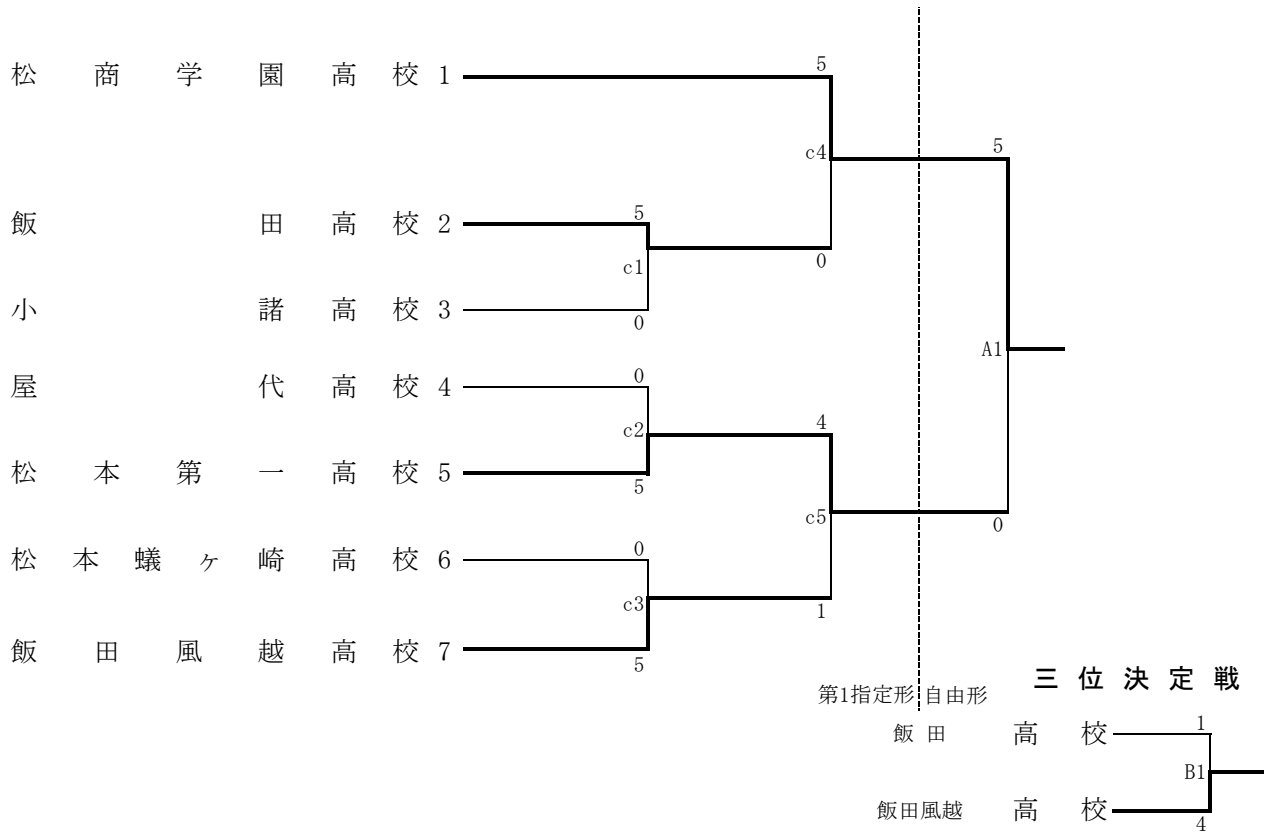 5
松商学園高校 1
c4
5
飯田高校 2
5
c1
0
小諸高校 3
0
A1
屋代高校 4
0
c2
4
松本第一高校 5
5
c5
0
松本蟻ヶ崎高校 6
0
c3
1
飯田風越高校 7
5
第1指定形 自由形
三位決定戦
飯田 高校
1
B1
飯田風越 高校
4